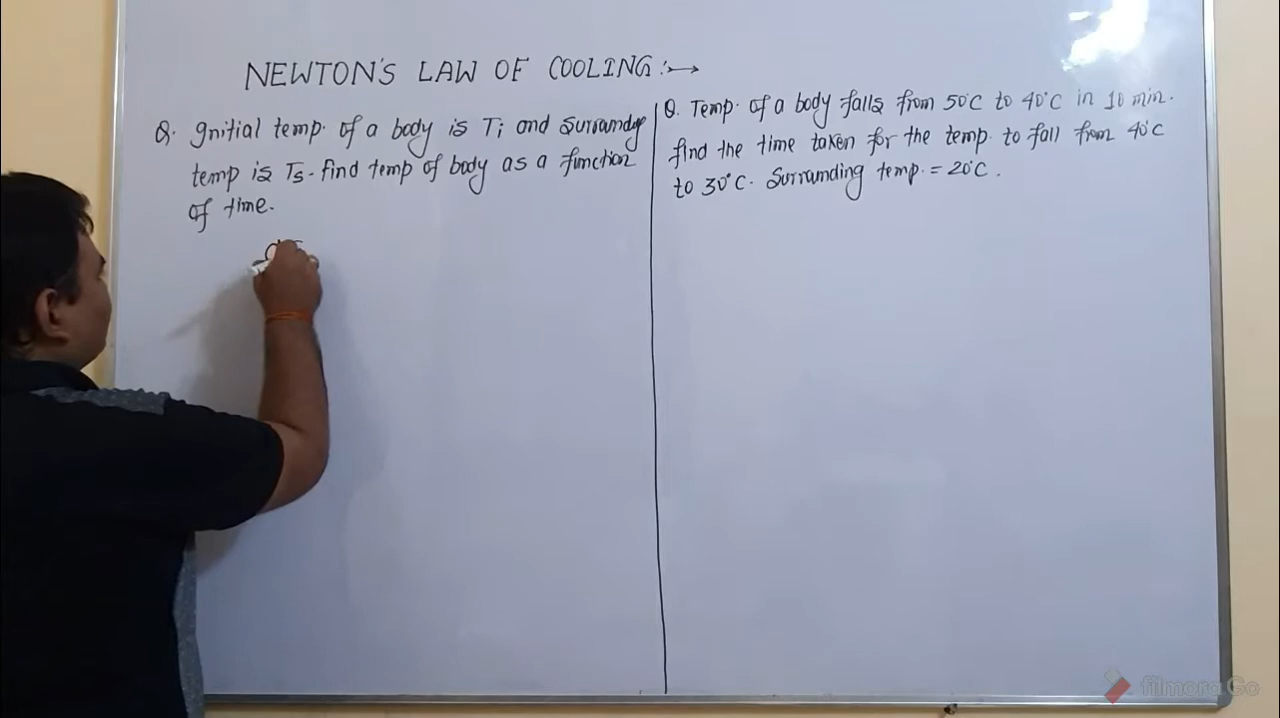 NEWTON'S LAW OF COOLING :→
Q. Initial temp. of a body is Ti and surrounding
temp is Ts. find temp of body as a function
of time.
Q. Temp. of a body falls from 50°C to 40°C in 10 min.
find the time taken for the temp. to fall from 40°C
to 30°C. Surrounding temp. = 20°C.
filmoraGo